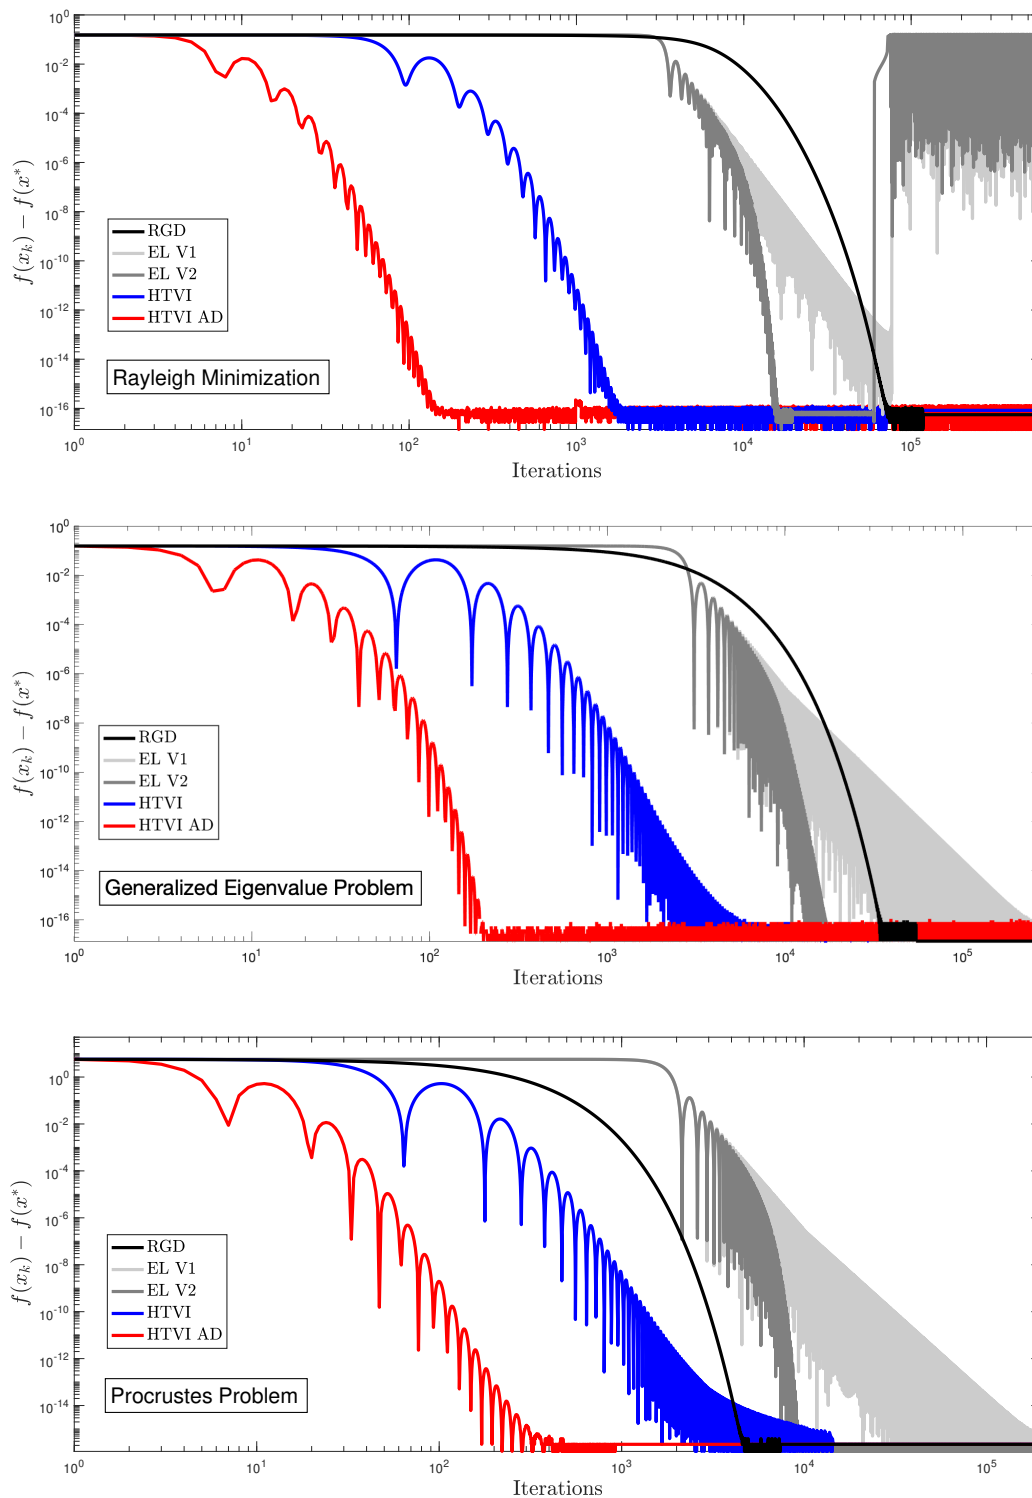 10^0
10^-2
10^-4
10^-6
10^-8
10^-10
10^-12
10^-14
10^-16
f(x_k) − f(x^*)
RGD
EL V1
EL V2
HTVI
HTVI AD
Rayleigh Minimization
10^0 10^1 10^2 10^3 10^4 10^5
Iterations
10^0
10^-2
10^-4
10^-6
10^-8
10^-10
10^-12
10^-14
10^-16
f(x_k) − f(x^*)
RGD
EL V1
EL V2
HTVI
HTVI AD
Generalized Eigenvalue Problem
10^0 10^1 10^2 10^3 10^4 10^5
Iterations
10^0
10^-2
10^-4
10^-6
10^-8
10^-10
10^-12
10^-14
f(x_k) − f(x^*)
RGD
EL V1
EL V2
HTVI
HTVI AD
Procrustes Problem
10^0 10^1 10^2 10^3 10^4 10^5
Iterations